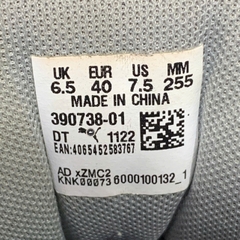 UK EUR US MM
6.5 40 7.5 255
MADE IN CHINA
390738-01
DT 1122
EAN:4065452583767
AD xZMC2
KNK00073 6000100132_1